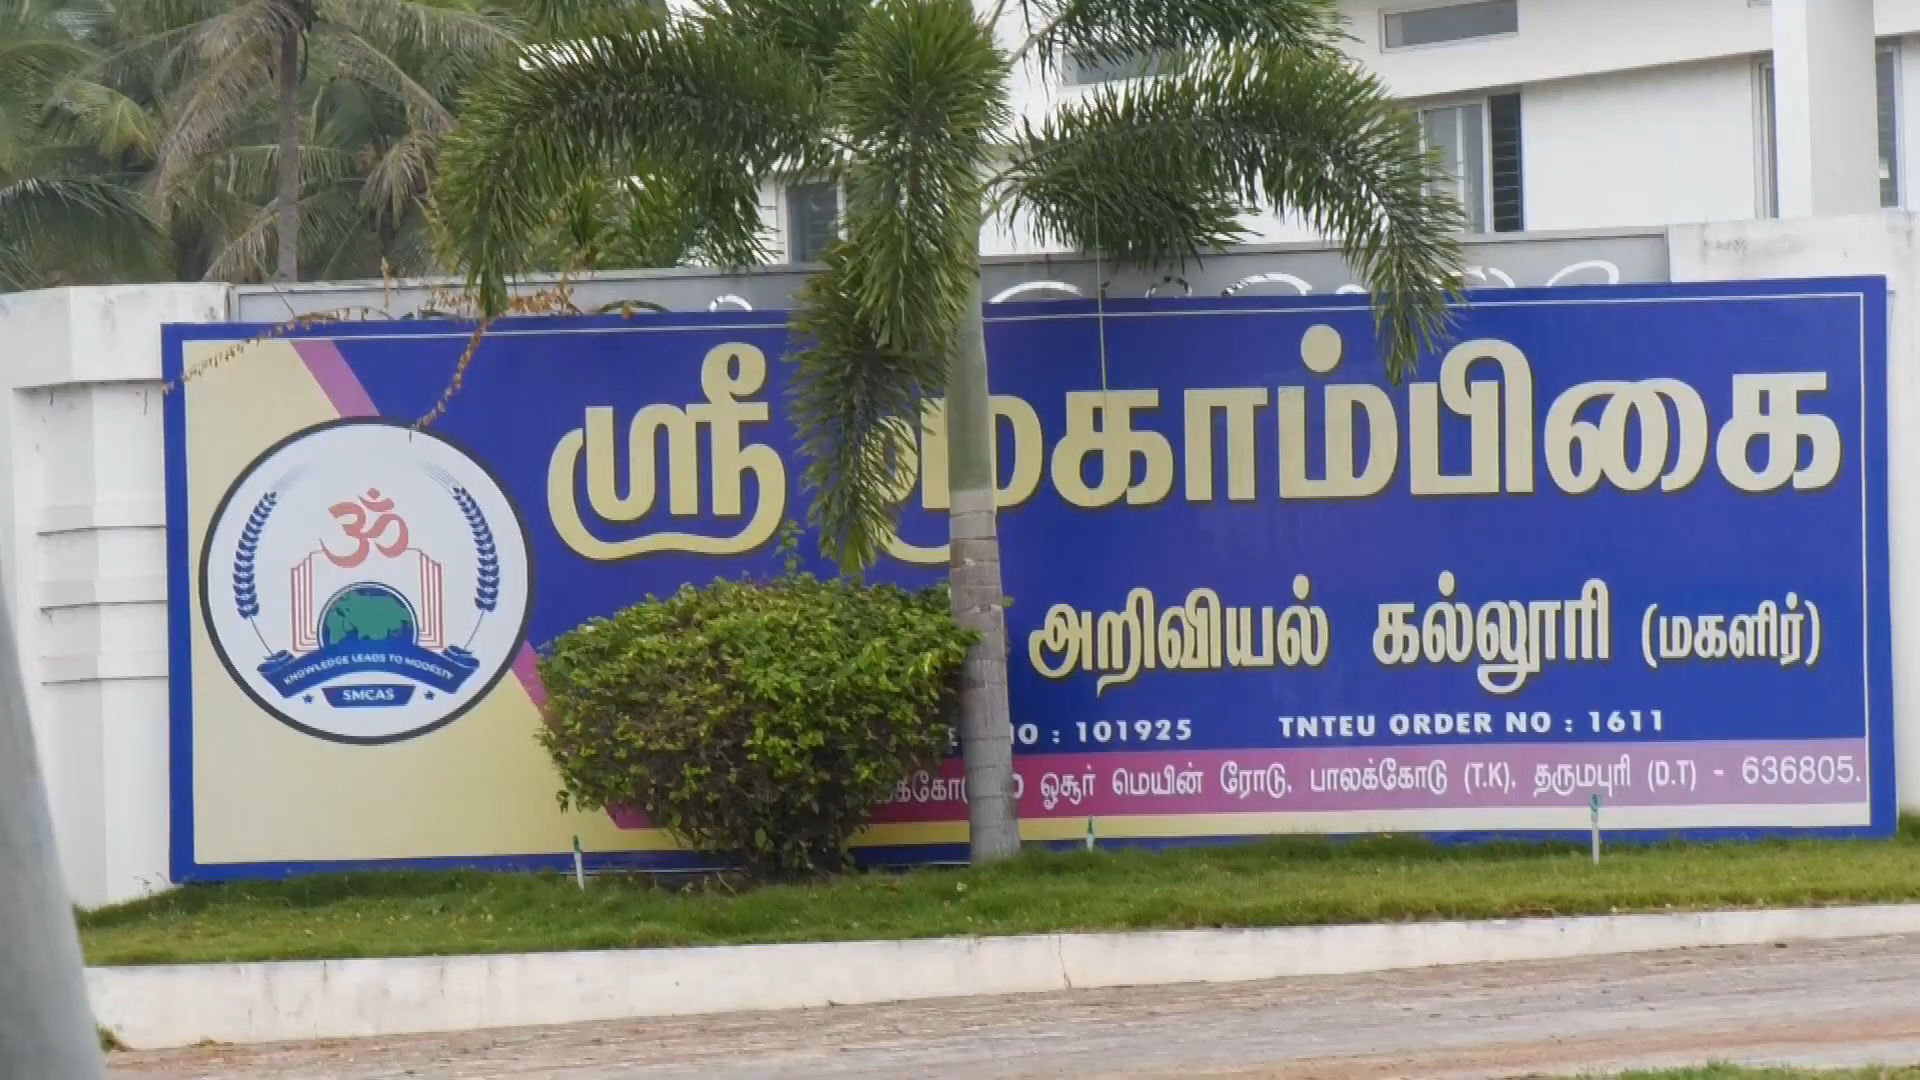 ஸ்ரீ மூகாம்பிகை
அறிவியல் கல்லூரி (மகளிர்)
NO : 101925 TNTEU ORDER NO : 1611
ஓசூர் மெயின் ரோடு, பாலக்கோடு (T.K), தருமபுரி (D.T) - 636805.
KNOWLEDGE LEADS TO MODESTY
SMCAS